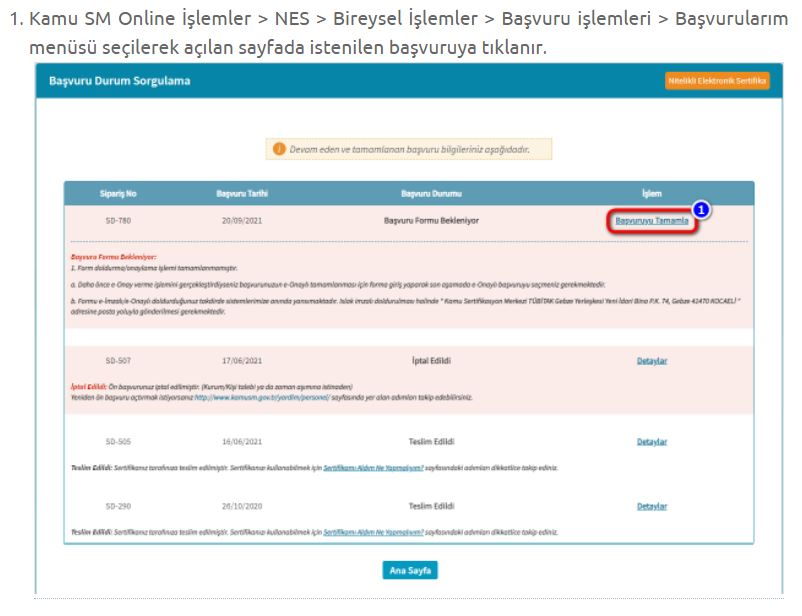 1. Kamu SM Online İşlemler > NES > Bireysel İşlemler > Başvuru işlemleri > Başvurularım
menüsü seçilerek açılan sayfada istenilen başvuruya tıklanır.
Başvuru Durum Sorgulama
Nitelikli Elektronik Sertifika
i Devam eden ve tamamlanan başvuru bilgileriniz aşağıdadır.
Sipariş No Başvuru Tarihi Başvuru Durumu İşlem
1
SD-780 20/09/2021 Başvuru Formu Bekleniyor Başvuruyu Tamamla
Başvuru Formu Bekleniyor:
1. Form doldurma/onaylama işlemi tamamlanmamıştır.
a. Daha önce e-Onay verme işlemini gerçekleştirdiyseniz başvurunuzun e-Onaylı tamamlanması için forma giriş yaparak son aşamada e-Onaylı başvuruyu seçmeniz gerekmektedir.
b. Formu e-İmzalı/e-Onaylı doldurduğunuz takdirde sistemlerimize anında yansımaktadır. Islak imzalı doldurulması halinde " Kamu Sertifikasyon Merkezi TÜBİTAK Gebze Yerleşkesi Yeni İdari Bina P.K. 74, Gebze 41470 KOCAELİ "
adresine posta yoluyla gönderilmesi gerekmektedir.
SD-507 17/06/2021 İptal Edildi Detaylar
İptal Edildi: Ön başvurunuz iptal edilmiştir. (Kurum/Kişi talebi ya da zaman aşımına istinaden)
Yeniden ön başvuru açtırmak istiyorsanız http://www.kamusm.gov.tr/yardim/personel/ sayfasında yer alan adımları takip edebilirsiniz.
SD-505 16/06/2021 Teslim Edildi Detaylar
Teslim Edildi: Sertifikanız tarafınıza teslim edilmiştir. Sertifikanızı kullanabilmek için Sertifikamı Aldım Ne Yapmalıyım? sayfasındaki adımları dikkatlice takip ediniz.
SD-290 26/10/2020 Teslim Edildi Detaylar
Teslim Edildi: Sertifikanız tarafınıza teslim edilmiştir. Sertifikanızı kullanabilmek için Sertifikamı Aldım Ne Yapmalıyım? sayfasındaki adımları dikkatlice takip ediniz.
Ana Sayfa